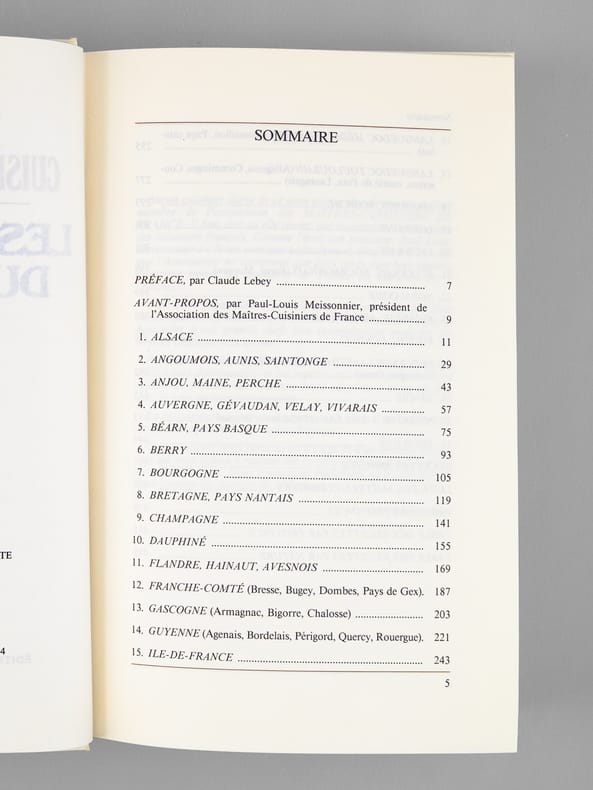 SOMMAIRE
PRÉFACE, par Claude Lebey ........ 7
AVANT-PROPOS, par Paul-Louis Meissonnier, président de
l'Association des Maîtres-Cuisiniers de France ........ 9
1. ALSACE ........ 11
2. ANGOUMOIS, AUNIS, SAINTONGE ........ 29
3. ANJOU, MAINE, PERCHE ........ 43
4. AUVERGNE, GÉVAUDAN, VELAY, VIVARAIS ........ 57
5. BÉARN, PAYS BASQUE ........ 75
6. BERRY ........ 93
7. BOURGOGNE ........ 105
8. BRETAGNE, PAYS NANTAIS ........ 119
9. CHAMPAGNE ........ 141
10. DAUPHINÉ ........ 155
11. FLANDRE, HAINAUT, AVESNOIS ........ 169
12. FRANCHE-COMTÉ (Bresse, Bugey, Dombes, Pays de Gex). 187
13. GASCOGNE (Armagnac, Bigorre, Chalosse) ........ 203
14. GUYENNE (Agenais, Bordelais, Périgord, Quercy, Rouergue). 221
15. ILE-DE-FRANCE ........ 243
5
TE
4